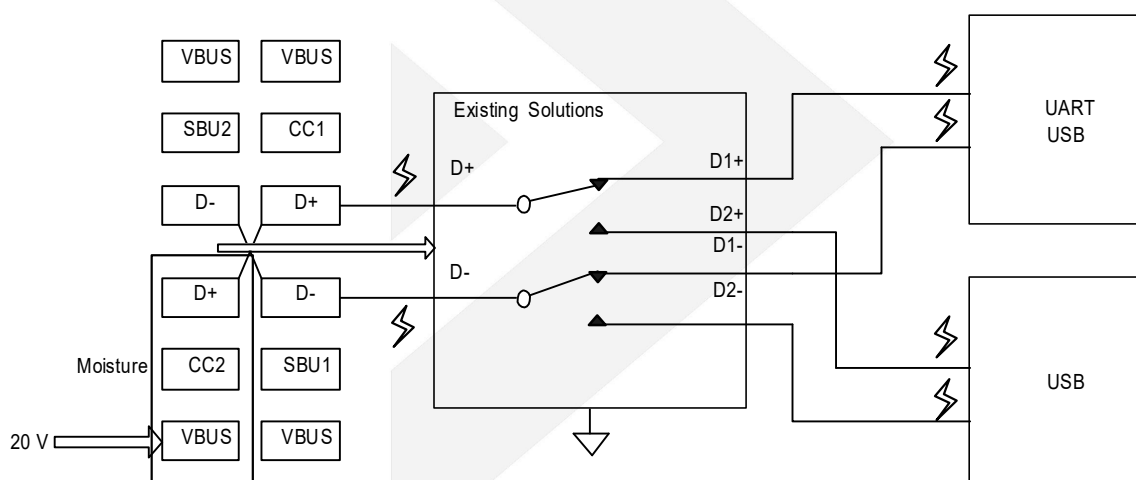 VBUS VBUS
SBU2 CC1
D- D+
D+ D-
Moisture
CC2 SBU1
20 V
VBUS VBUS
Existing Solutions
D+
D-
D1+
D2+
D1-
D2-
UART
USB
USB